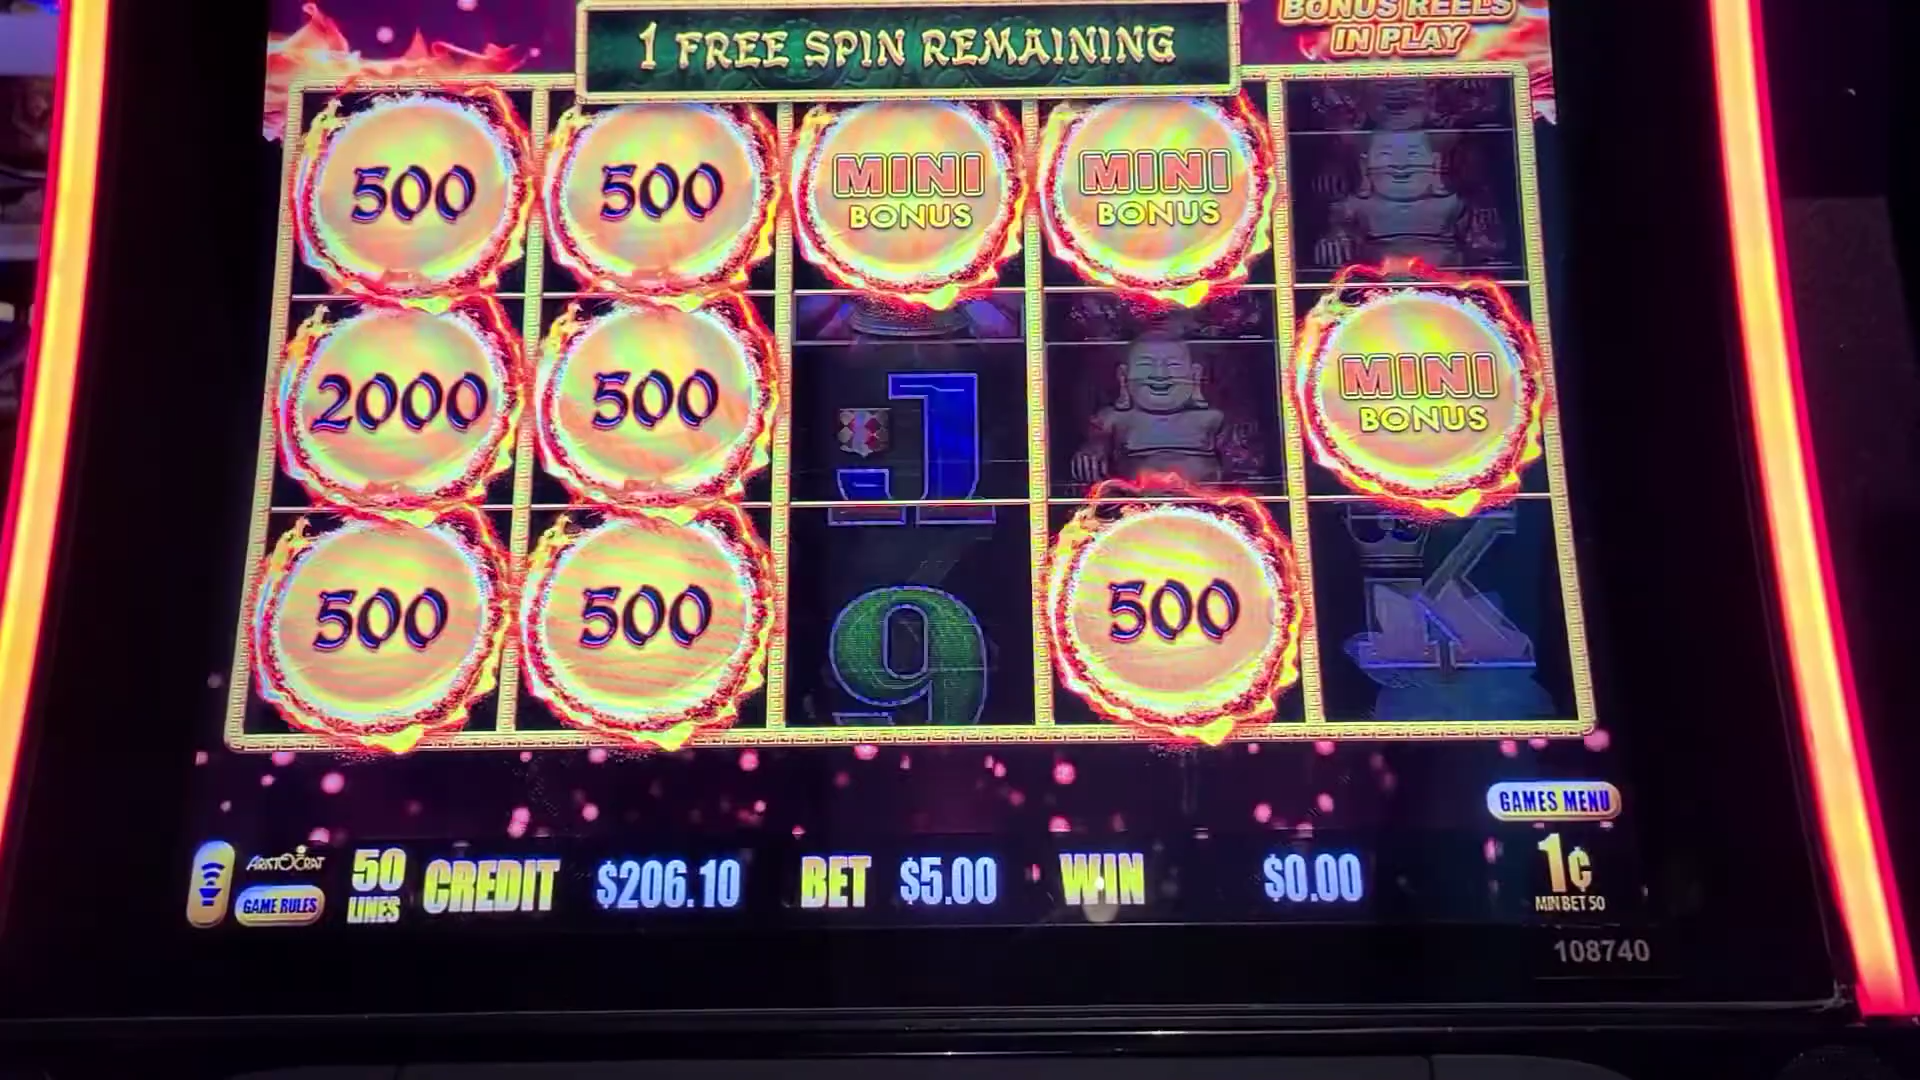 BONUS REELS
IN PLAY
1 FREE SPIN REMAINING
500
500
MINI
BONUS
MINI
BONUS
2000
500
J
MINI
BONUS
500
500
9
500
K
GAMES MENU
ARISTOCRAT
GAME RULES
50
LINES
CREDIT $206.10
BET $5.00
WIN $0.00
1¢
MIN BET 50
108740